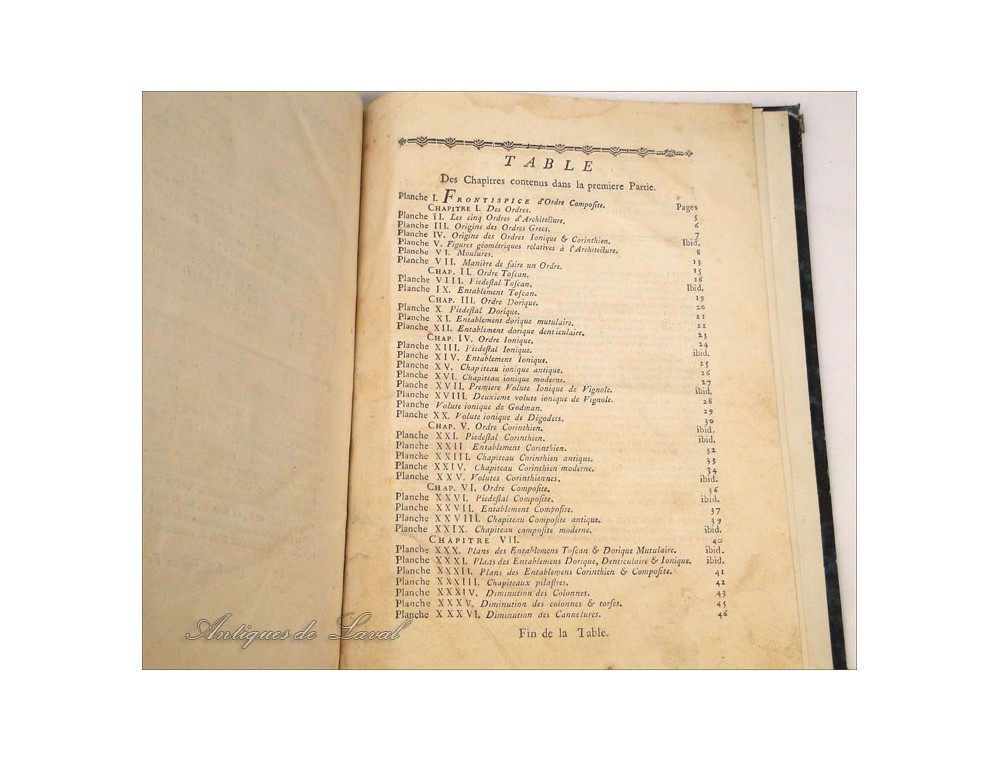 TABLE
Des Chapitres contenus dans la premiere Partie.
Planche I. FRONTISPICE d'Ordre Compoſite. Pages
CHAPITRE I. Des Ordres. 5
Planche II. Les cinq Ordres d'Architecture. 6
Planche III. Origine des Ordres Grecs. 7
Planche IV. Origine des Ordres Ionique & Corinthien. Ibid.
Planche V. Figures géométriques relatives à l'Architecture. 8
Planche VI. Moulures. 13
Planche VII. Manière de faire un Ordre. 15
CHAP. II. Ordre Toſcan. 16
Planche VIII. Piedeſtal Toſcan. Ibid.
Planche IX. Entablement Toſcan. 19
CHAP. III. Ordre Dorique. 20
Planche X. Piedeſtal Dorique. 21
Planche XI. Entablement dorique mutulaire. 22
Planche XII. Entablement dorique denticulaire. 23
CHAP. IV. Ordre Ionique. 24
Planche XIII. Piedeſtal Ionique. ibid.
Planche XIV. Entablement Ionique. 25
Planche XV. Chapiteau ionique antique. 26
Planche XVI. Chapiteau ionique moderne. 27
Planche XVII. Premiere Volute Ionique de Vignole. ibid.
Planche XVIII. Deuxieme volute ionique de Vignole. 28
Planche Volute ionique de Godman. 29
Planche XX. Volute ionique de Dégodets. 30
CHAP. V. Ordre Corinthien. ibid.
Planche XXI. Piedeſtal Corinthien. ibid.
Planche XXII Entablement Corinthien. 32
Planche XXIII. Chapiteau Corinthien antique. 33
Planche XXIV. Chapiteau Corinthien moderne. 34
Planche XXV. Volutes Corinthiennes. ibid.
CHAP. VI. Ordre Compoſite. 36
Planche XXVI. Piedeſtal Compoſite. ibid.
Planche XXVII. Entablement Compoſite. 37
Planche XXVIII. Chapiteau Compoſite antique. 39
Planche XXIX. Chapiteau compoſite moderne. ibid.
CHAPITRE VII. 40
Planche XXX. Plans des Entablemens Toſcan & Dorique Mutulaire. ibid.
Planche XXXI. Plans des Entablemens Dorique, Denticulaire & Ionique. ibid.
Planche XXXII. Plans des Entablemens Corinthien & Compoſite. 41
Planche XXXIII. Chapiteaux pilaſtres. 42
Planche XXXIV. Diminution des Colonnes. 43
Planche XXXV. Diminution des colonnes & torſes. 45
Planche XXXVI. Diminution des Cannelures. 46
Fin de la Table.
Antiques de Laval